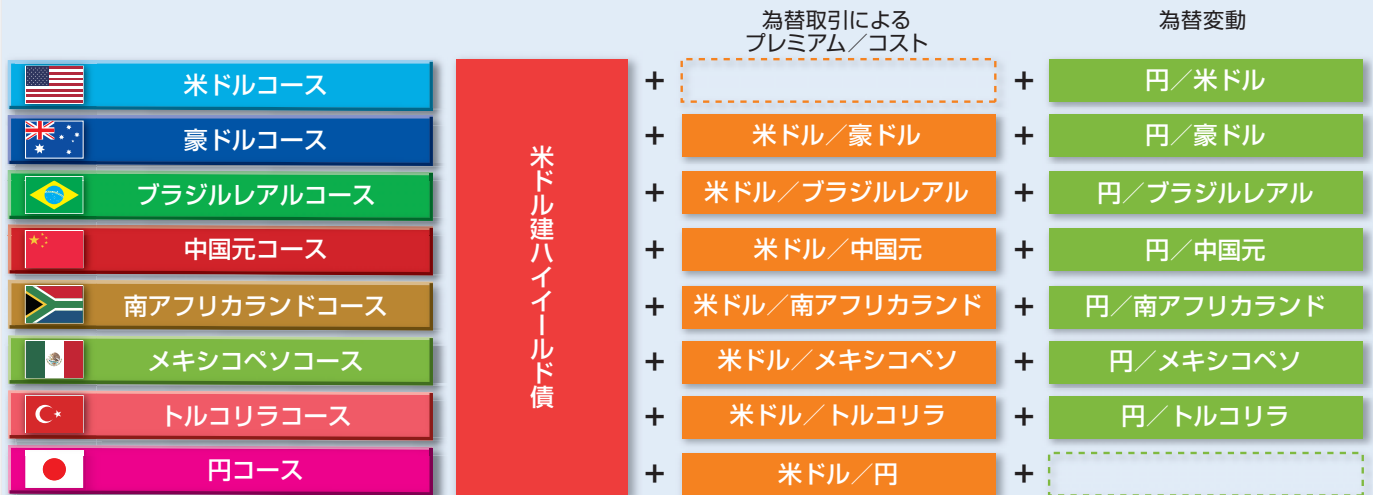 為替取引による
プレミアム／コスト
為替変動
米ドルコース
+
+
円／米ドル
豪ドルコース
+
米ドル／豪ドル
+
円／豪ドル
ブラジルレアルコース
+
米ドル／ブラジルレアル
+
円／ブラジルレアル
中国元コース
+
米ドル／中国元
+
円／中国元
南アフリカランドコース
+
米ドル／南アフリカランド
+
円／南アフリカランド
メキシコペソコース
+
米ドル／メキシコペソ
+
円／メキシコペソ
トルコリラコース
+
米ドル／トルコリラ
+
円／トルコリラ
円コース
+
米ドル／円
+
米ドル建ハイイールド債